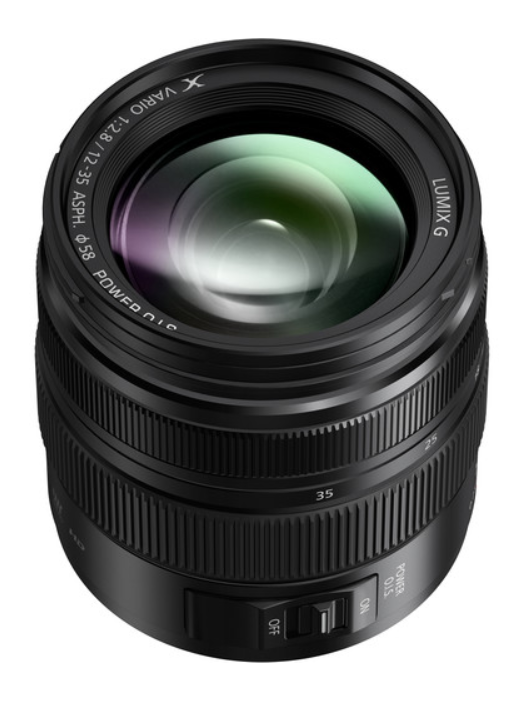 X VARIO 1:2.8 / 12-35 ASPH. ϕ58 POWER O.I.S
LUMIX G
25
35
POWER
O.I.S.
ON
OFF